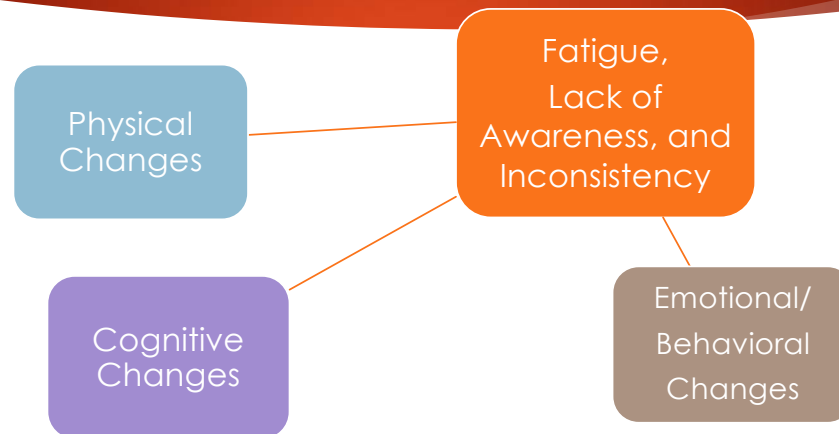 Fatigue,
Lack of
Awareness, and
Inconsistency
Physical
Changes
Cognitive
Changes
Emotional/
Behavioral
Changes